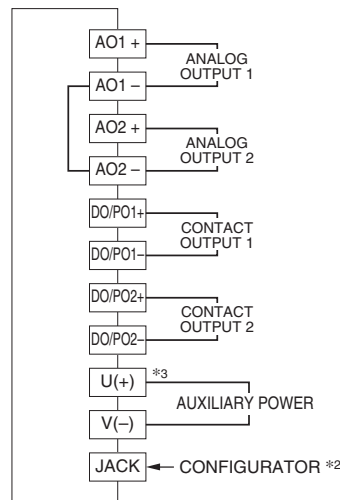 AO1 +
ANALOG
OUTPUT 1
AO1 −
AO2 +
ANALOG
OUTPUT 2
AO2 −
DO/PO1+
CONTACT
OUTPUT 1
DO/PO1−
DO/PO2+
CONTACT
OUTPUT 2
DO/PO2−
U(+) *3
AUXILIARY POWER
V(−)
JACK CONFIGURATOR *2